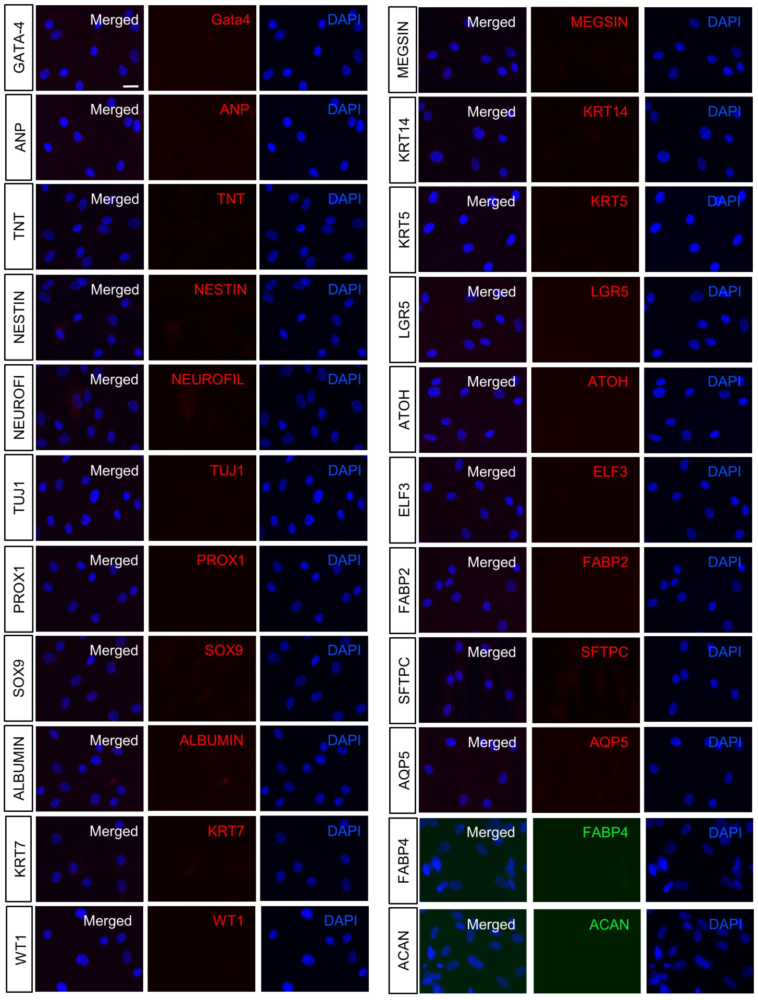 GATA-4 Merged Gata4 DAPI
ANP Merged ANP DAPI
TNT Merged TNT DAPI
NESTIN Merged NESTIN DAPI
NEUROFI Merged NEUROFIL DAPI
TUJ1 Merged TUJ1 DAPI
PROX1 Merged PROX1 DAPI
SOX9 Merged SOX9 DAPI
ALBUMIN Merged ALBUMIN DAPI
KRT7 Merged KRT7 DAPI
WT1 Merged WT1 DAPI
MEGSIN Merged MEGSIN DAPI
KRT14 Merged KRT14 DAPI
KRT5 Merged KRT5 DAPI
LGR5 Merged LGR5 DAPI
ATOH Merged ATOH DAPI
ELF3 Merged ELF3 DAPI
FABP2 Merged FABP2 DAPI
SFTPC Merged SFTPC DAPI
AQP5 Merged AQP5 DAPI
FABP4 Merged FABP4 DAPI
ACAN Merged ACAN DAPI